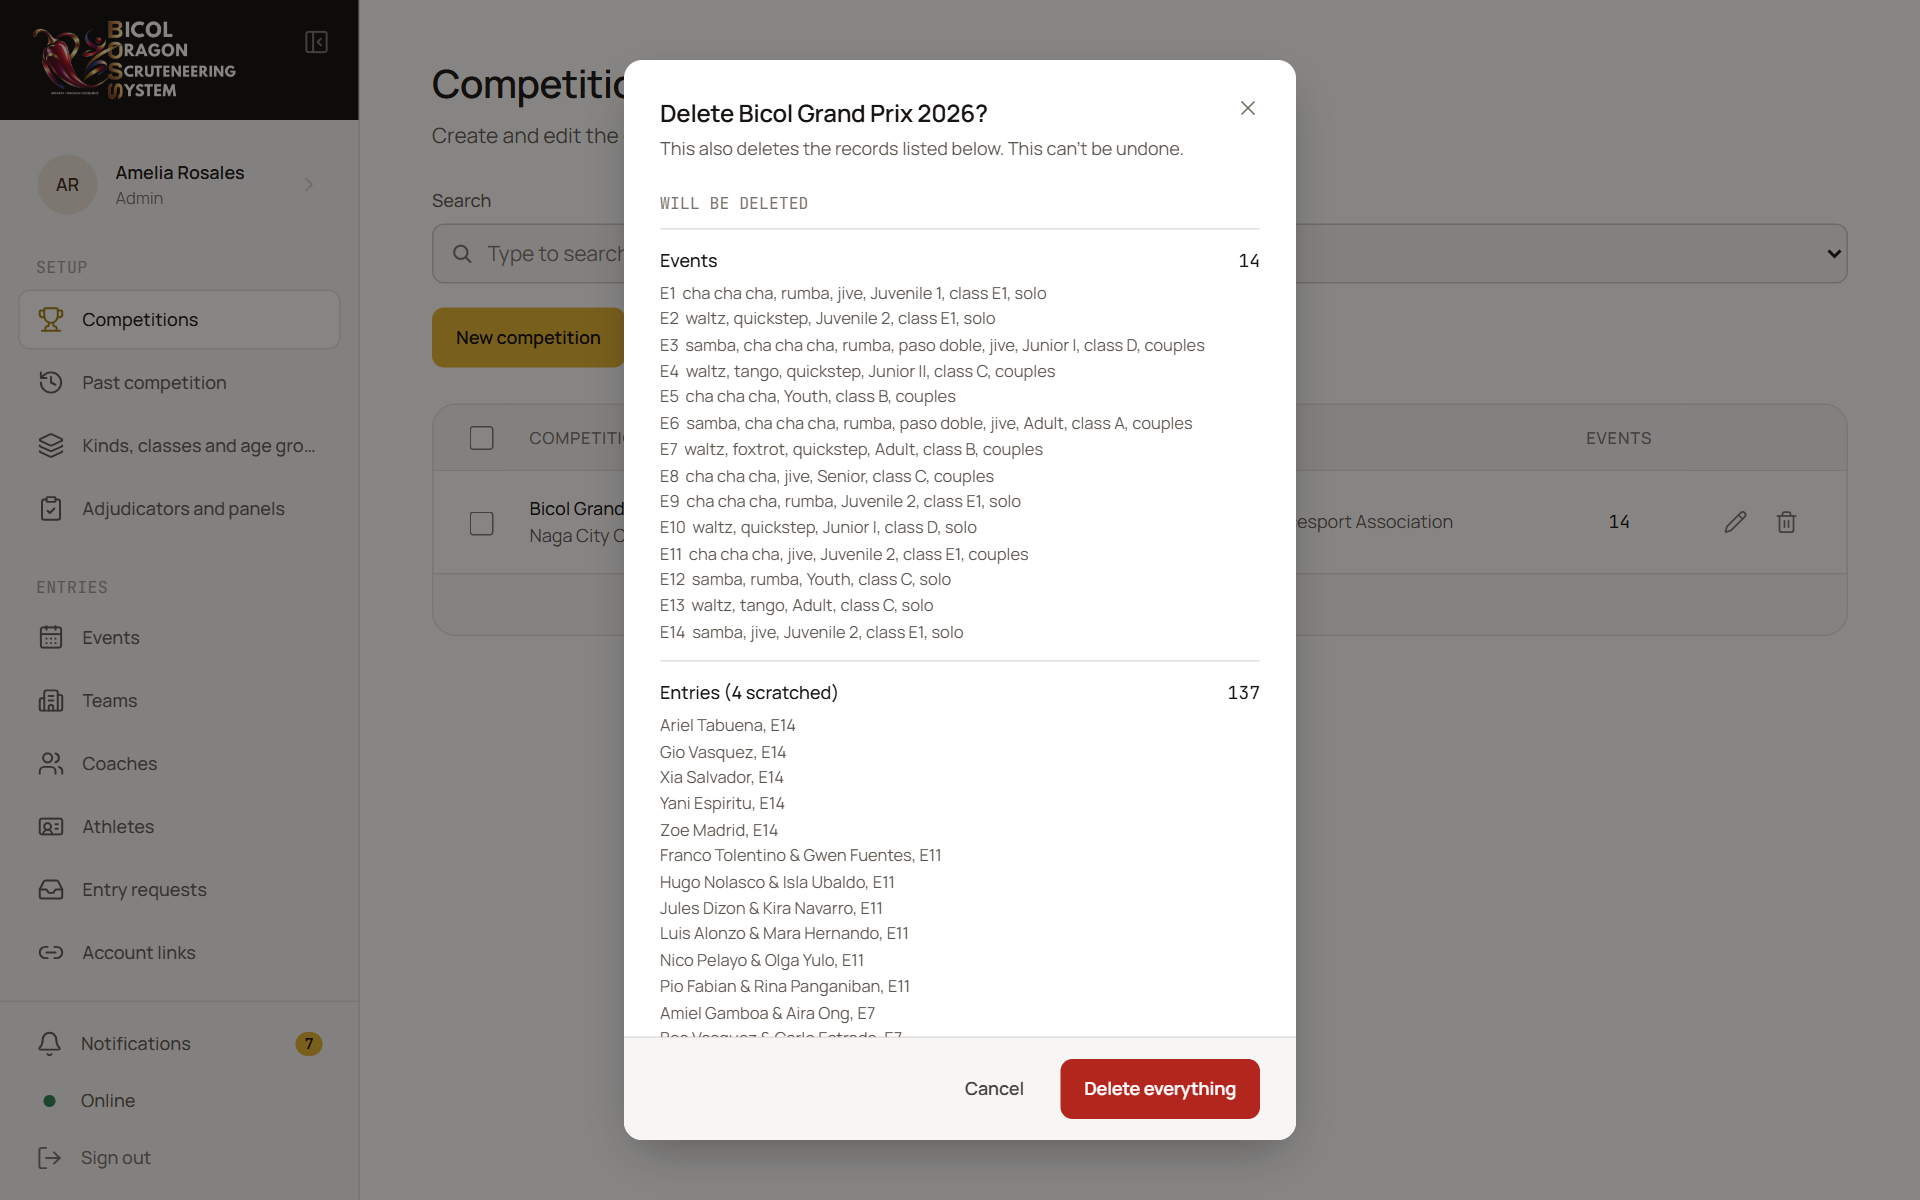 BICOL
DRAGON
SCRUTENEERING
SYSTEM
AR
Amelia Rosales
Admin
SETUP
Competitions
Past competition
Kinds, classes and age gro...
Adjudicators and panels
ENTRIES
Events
Teams
Coaches
Athletes
Entry requests
Account links
Notifications
7
Online
Sign out
Create and edit the
Search
Type to search
New competition
EVENTS
Bicol Grand
Naga City
Association
14
Delete Bicol Grand Prix 2026?
This also deletes the records listed below. This can't be undone.
WILL BE DELETED
Events 14
E1 cha cha cha, rumba, jive, Juvenile 1, class E1, solo
E2 waltz, quickstep, Juvenile 2, class E1, solo
E3 samba, cha cha cha, rumba, paso doble, jive, Junior I, class D, couples
E4 waltz, tango, quickstep, Junior II, class C, couples
E5 cha cha cha, Youth, class B, couples
E6 samba, cha cha cha, rumba, paso doble, jive, Adult, class A, couples
E7 waltz, foxtrot, quickstep, Adult, class B, couples
E8 cha cha cha, jive, Senior, class C, couples
E9 cha cha cha, rumba, Juvenile 2, class E1, solo
E10 waltz, quickstep, Junior I, class D, solo
E11 cha cha cha, jive, Juvenile 2, class E1, couples
E12 samba, rumba, Youth, class C, solo
E13 waltz, tango, Adult, class C, solo
E14 samba, jive, Juvenile 2, class E1, solo
Entries (4 scratched) 137
Ariel Tabuena, E14
Gio Vasquez, E14
Xia Salvador, E14
Yani Espiritu, E14
Zoe Madrid, E14
Franco Tolentino & Gwen Fuentes, E11
Hugo Nolasco & Isla Ubaldo, E11
Jules Dizon & Kira Navarro, E11
Luis Alonzo & Mara Hernando, E11
Nico Pelayo & Olga Yulo, E11
Pio Fabian & Rina Panganiban, E11
Amiel Gamboa & Aira Ong, E7
Cancel
Delete everything